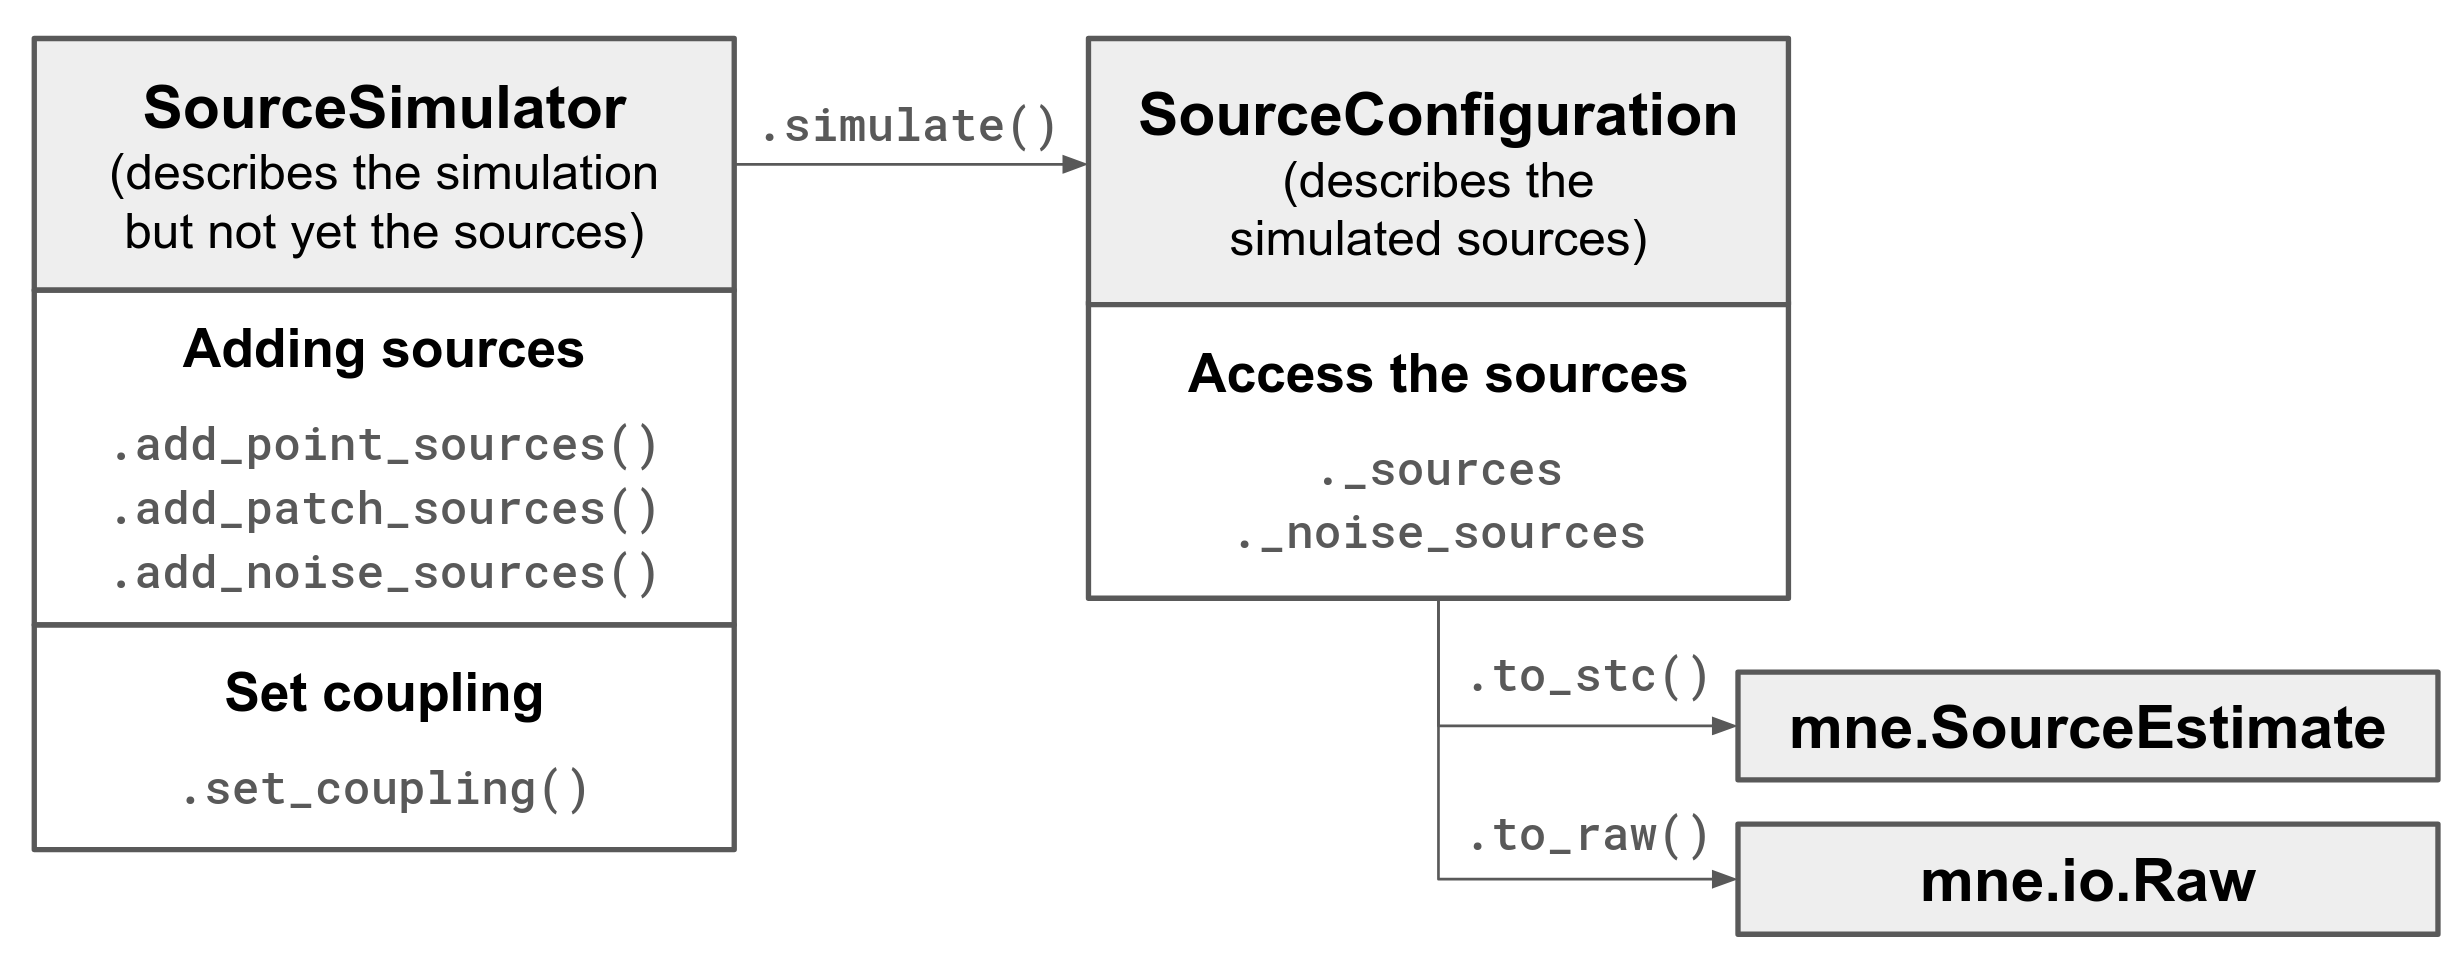 SourceSimulator
(describes the simulation
but not yet the sources)
Adding sources
.add_point_sources()
.add_patch_sources()
.add_noise_sources()
Set coupling
.set_coupling()
.simulate()
SourceConfiguration
(describes the
simulated sources)
Access the sources
._sources
._noise_sources
.to_stc()
mne.SourceEstimate
.to_raw()
mne.io.Raw